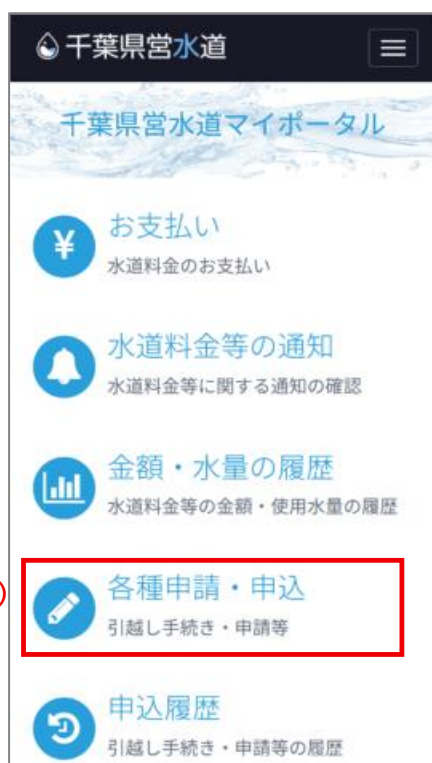 千葉県営水道
千葉県営水道マイポータル
お支払い
水道料金のお支払い
水道料金等の通知
水道料金等に関する通知の確認
金額・水量の履歴
水道料金等の金額・使用水量の履歴
各種申請・申込
引越し手続き・申請等
申込履歴
引越し手続き・申請等の履歴